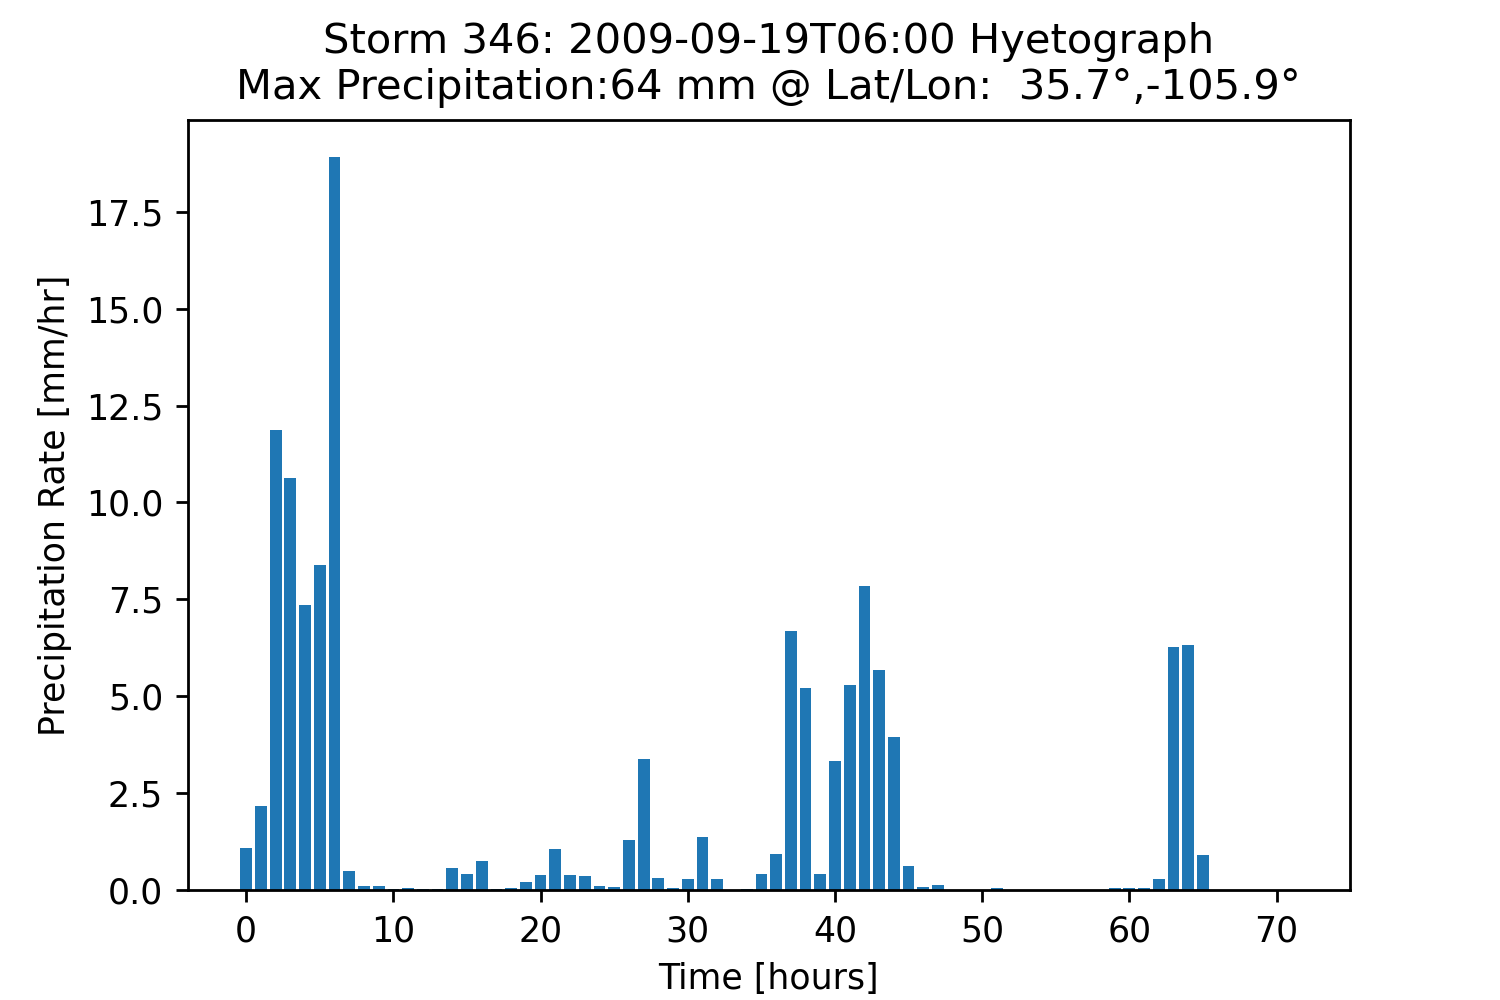 Storm 346: 2009-09-19T06:00 Hyetograph
Max Precipitation:64 mm @ Lat/Lon:  35.7°,-105.9°
Precipitation Rate [mm/hr]
17.5
15.0
12.5
10.0
7.5
5.0
2.5
0.0
0 10 20 30 40 50 60 70
Time [hours]